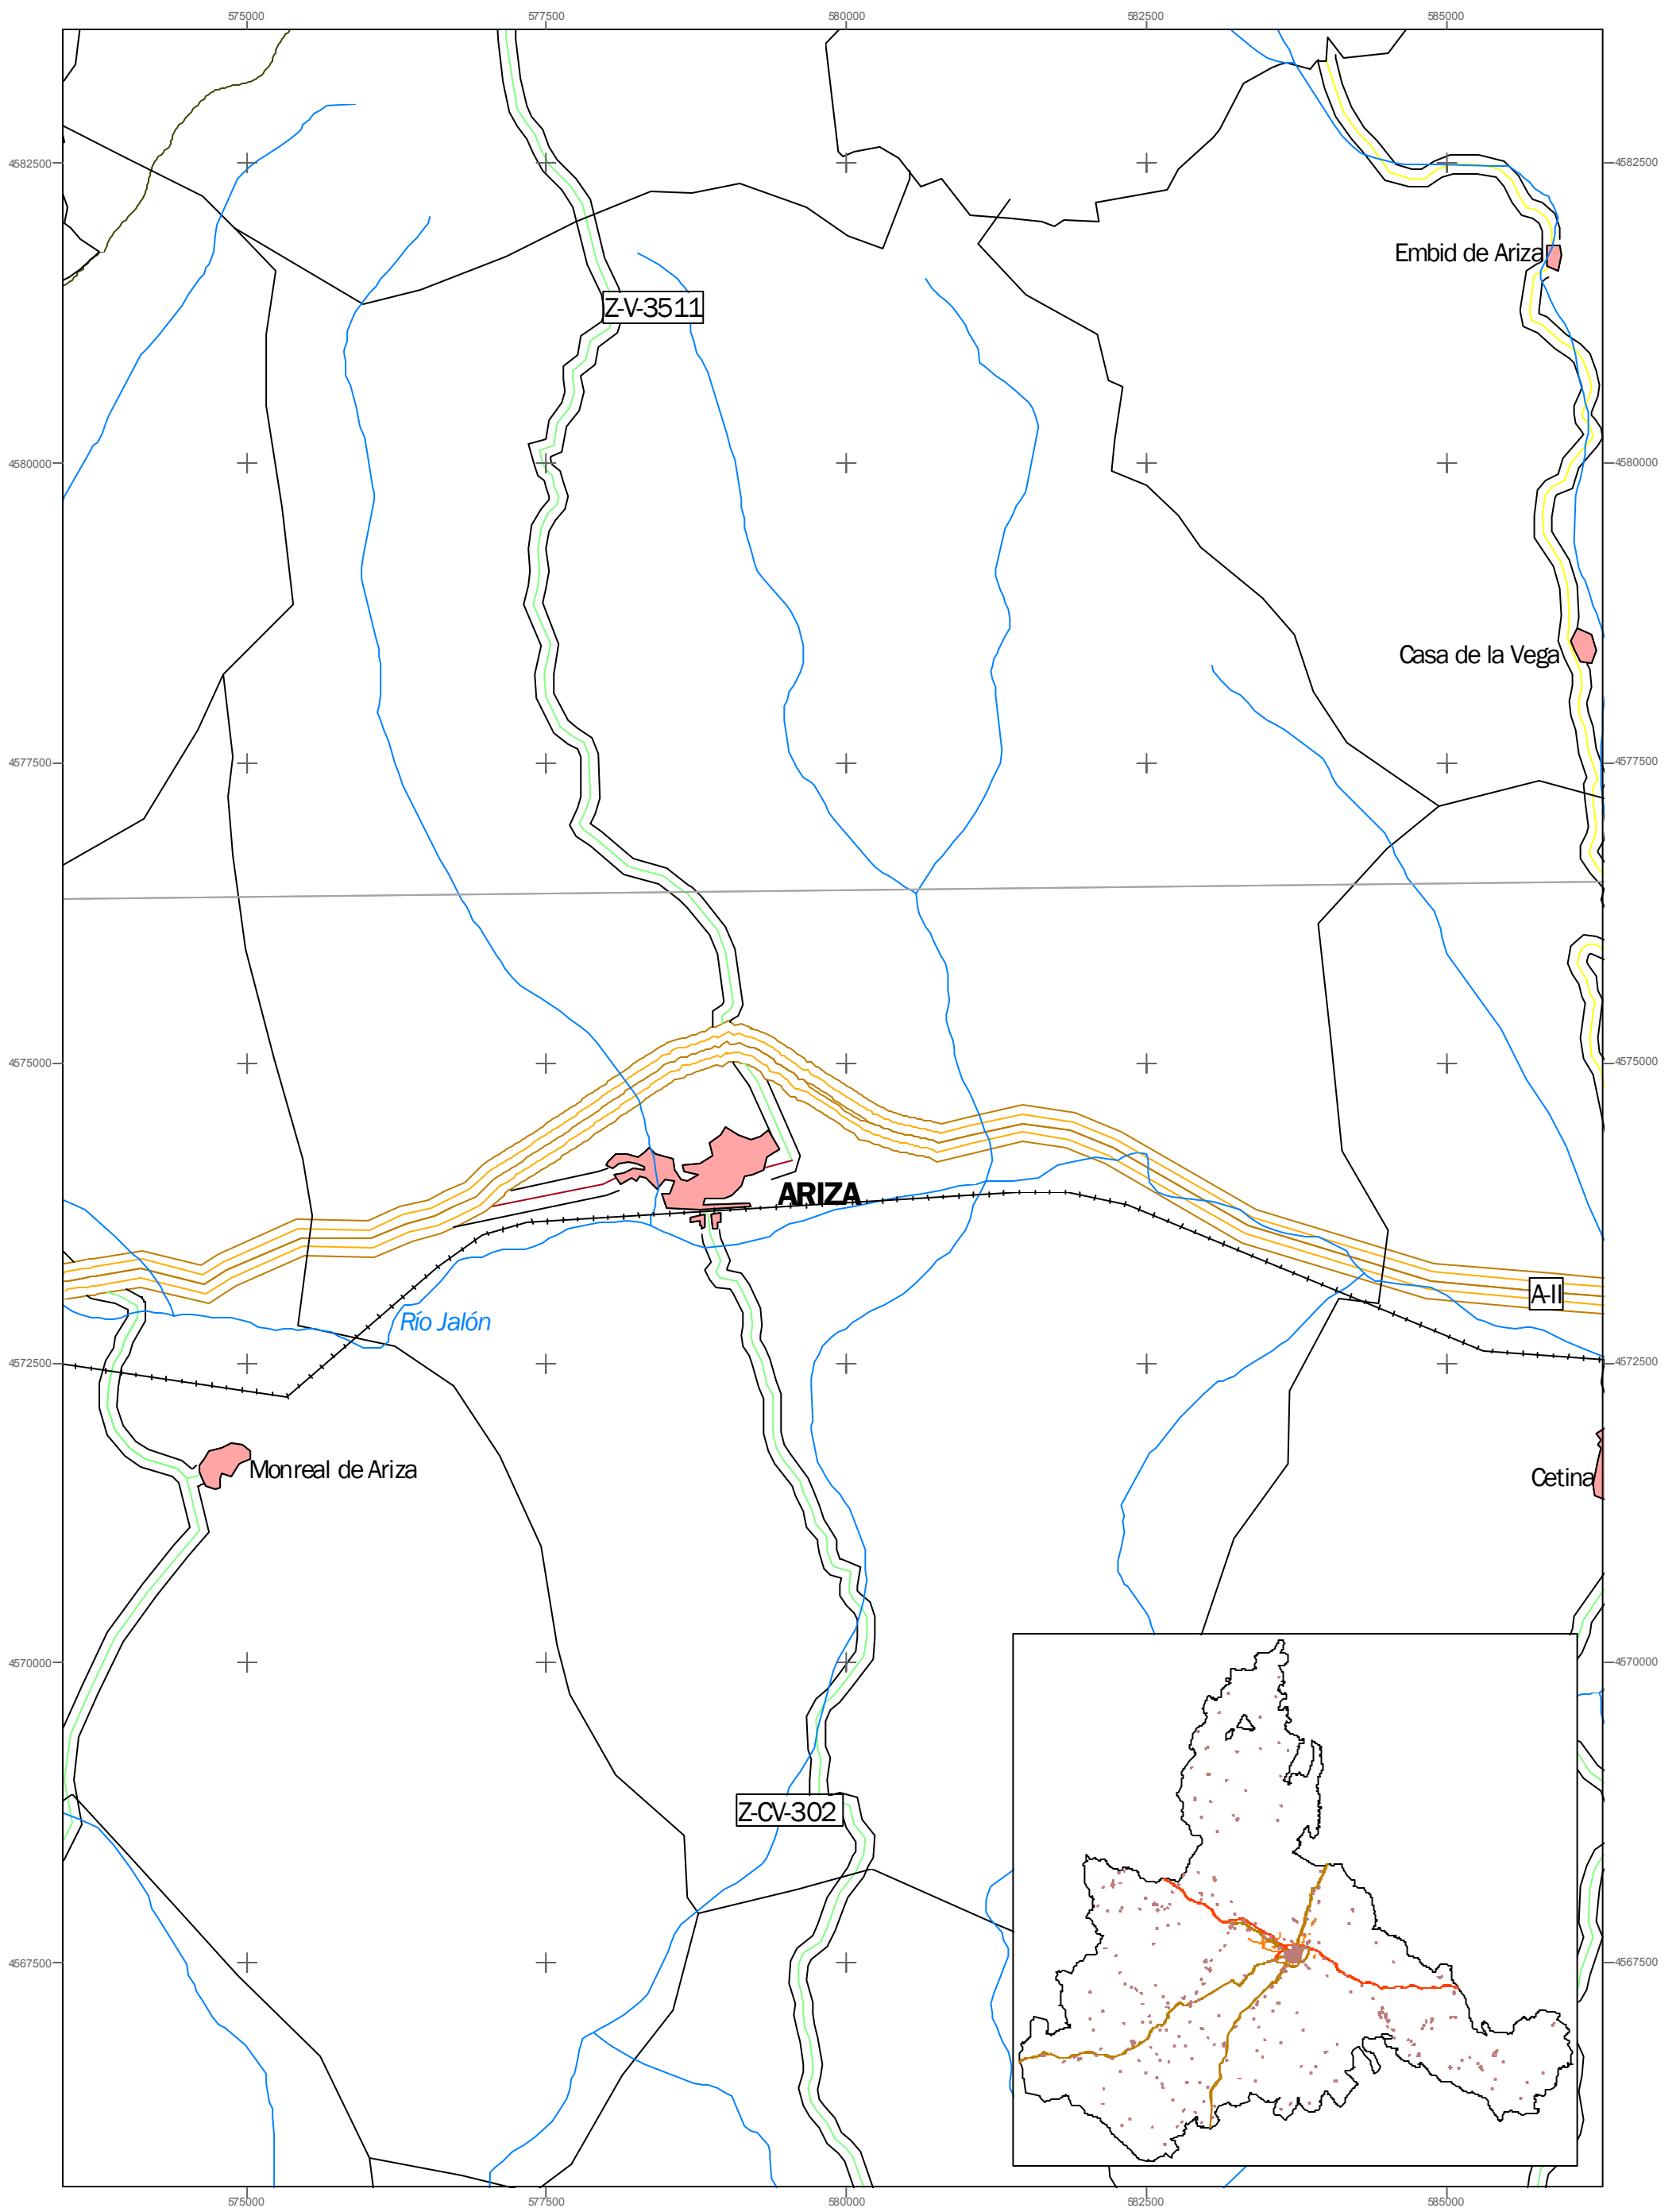 575000 577500 580000 582500 585000
4582500 4582500
Embid de Ariza
Z-V-3511
4580000 4580000
Casa de la Vega
4577500 4577500
4575000 4575000
ARIZA
A-II
Río Jalón
4572500 4572500
Monreal de Ariza
Cetina
4570000 4570000
Z-CV-302
4567500 4567500
575000 577500 580000 582500 585000